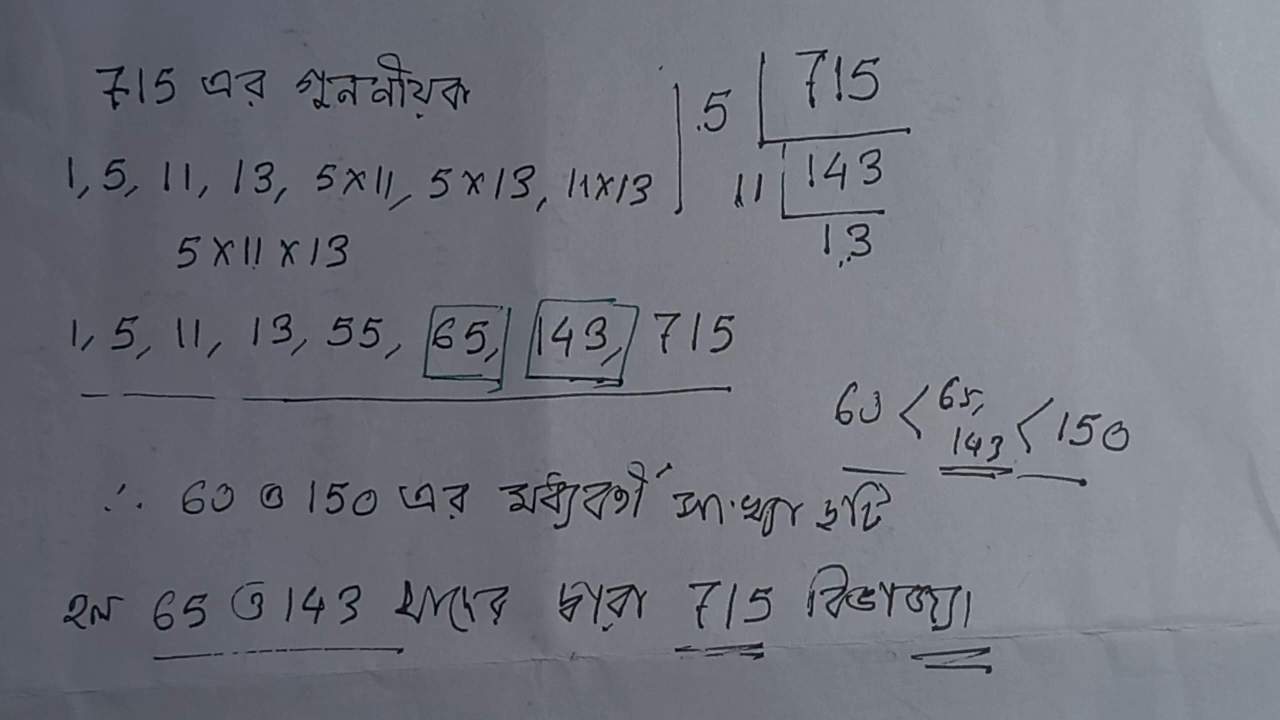 715 এর গুননীয়ক
1, 5, 11, 13, 5×11, 5×13, 11×13
5×11×13
5 715
11 143
13
1, 5, 11, 13, 55, 65, 143, 715
60 < 65, 143 < 150
∴ 60 ও 150 এর মধ্যবর্তী সংখ্যা দুটি
হল 65 ও 143 যাদের দ্বারা 715 বিভাজ্য।